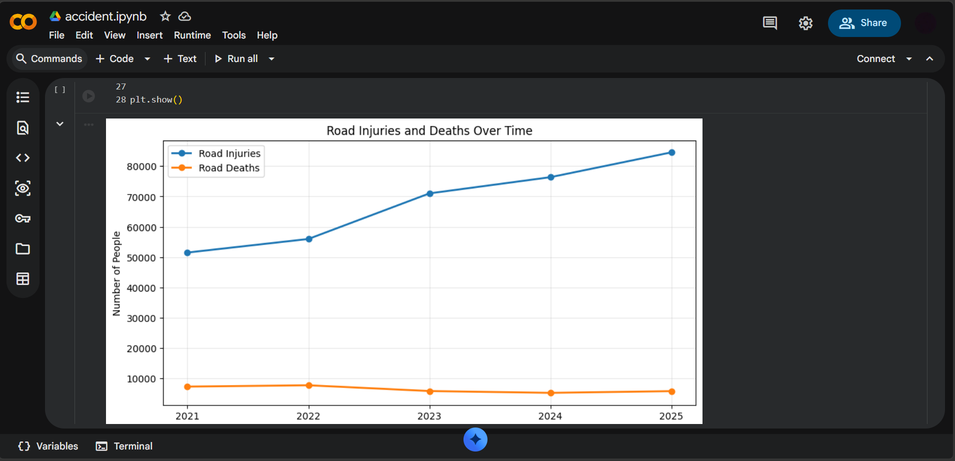 accident.ipynb
File Edit View Insert Runtime Tools Help
Share
Commands + Code + Text Run all
Connect
[ ]
27
28 plt.show()
Road Injuries and Deaths Over Time
Road Injuries
Road Deaths
Number of People
80000
70000
60000
50000
40000
30000
20000
10000
2021 2022 2023 2024 2025
Variables Terminal